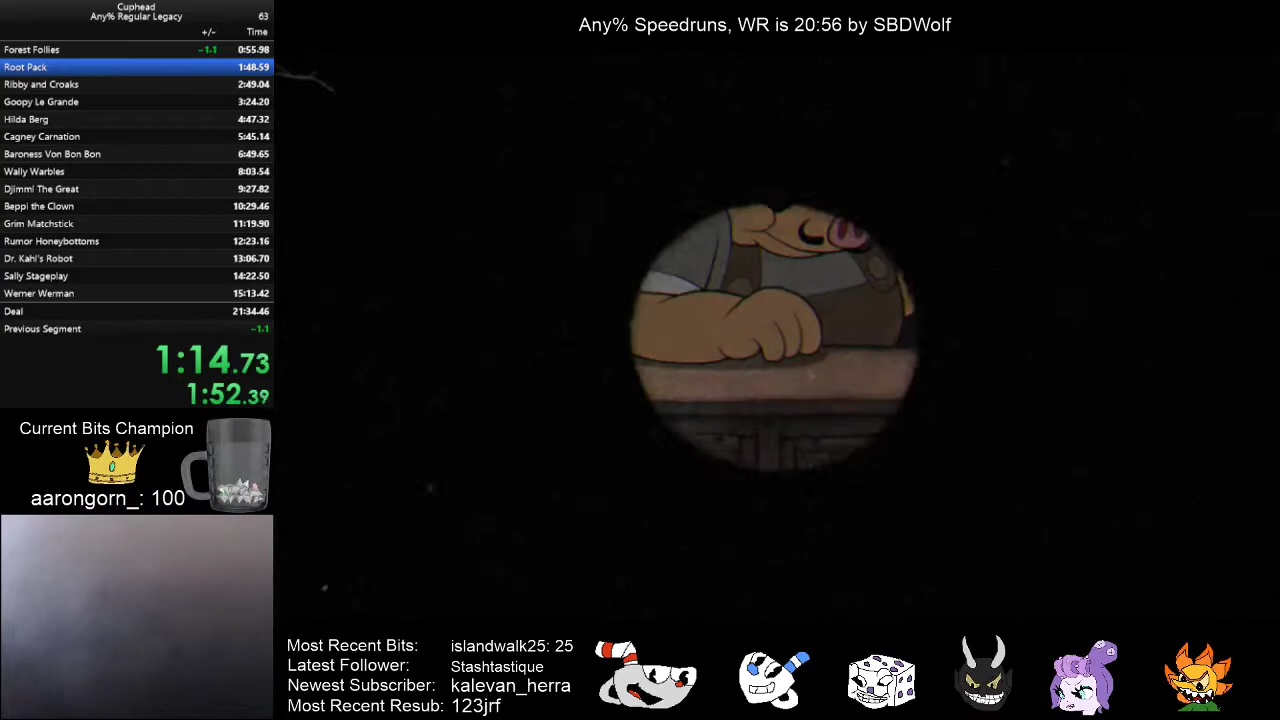 Cuphead
Any% Regular Legacy 63
+/- Time
Forest Follies -1.1 0:55.98
Root Pack 1:48.59
Ribby and Croaks 2:49.04
Goopy Le Grande 3:24.20
Hilda Berg 4:47.32
Cagney Carnation 5:45.14
Baroness Von Bon Bon 6:49.65
Wally Warbles 8:03.54
Djimmi The Great 9:27.82
Beppi the Clown 10:29.46
Grim Matchstick 11:19.90
Rumor Honeybottoms 12:23.16
Dr. Kahl's Robot 13:06.70
Sally Stageplay 14:22.50
Werner Werman 15:13.42
Deal 21:34.46
Previous Segment -1.1
1:14.73
1:52.39
Current Bits Champion
aarongorn_: 100
Any% Speedruns, WR is 20:56 by SBDWolf
Most Recent Bits: islandwalk25: 25
Latest Follower: Stashtastique
Newest Subscriber: kalevan_herra
Most Recent Resub: 123jrf